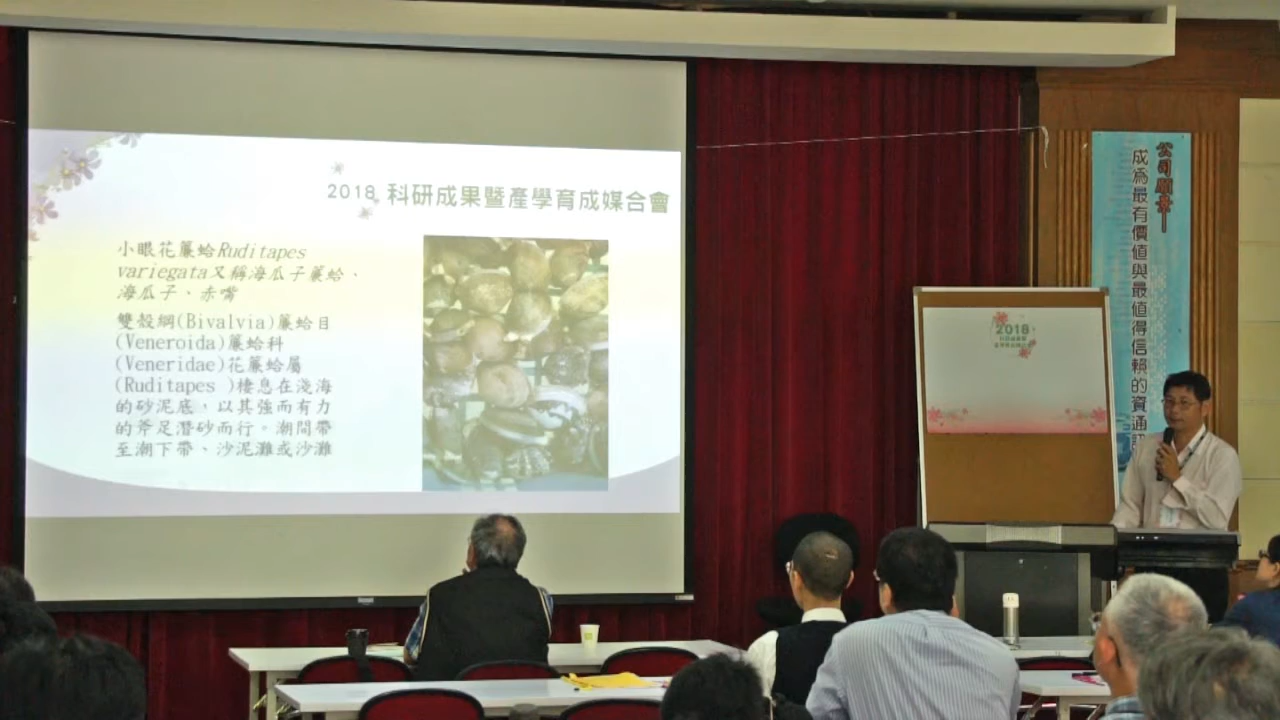 2018 科研成果暨產學育成媒合會
小眼花簾蛤Ruditapes
variegata又稱海瓜子簾蛤、
海瓜子、赤嘴
雙殼綱(Bivalvia)簾蛤目
(Veneroida)簾蛤科
(Veneridae)花簾蛤屬
(Ruditapes )棲息在淺海
的砂泥底，以其強而有力
的斧足潛砂而行。潮間帶
至潮下帶、沙泥灘或沙灘
2018
公司願景
成為最有價值與最值得信賴的資通